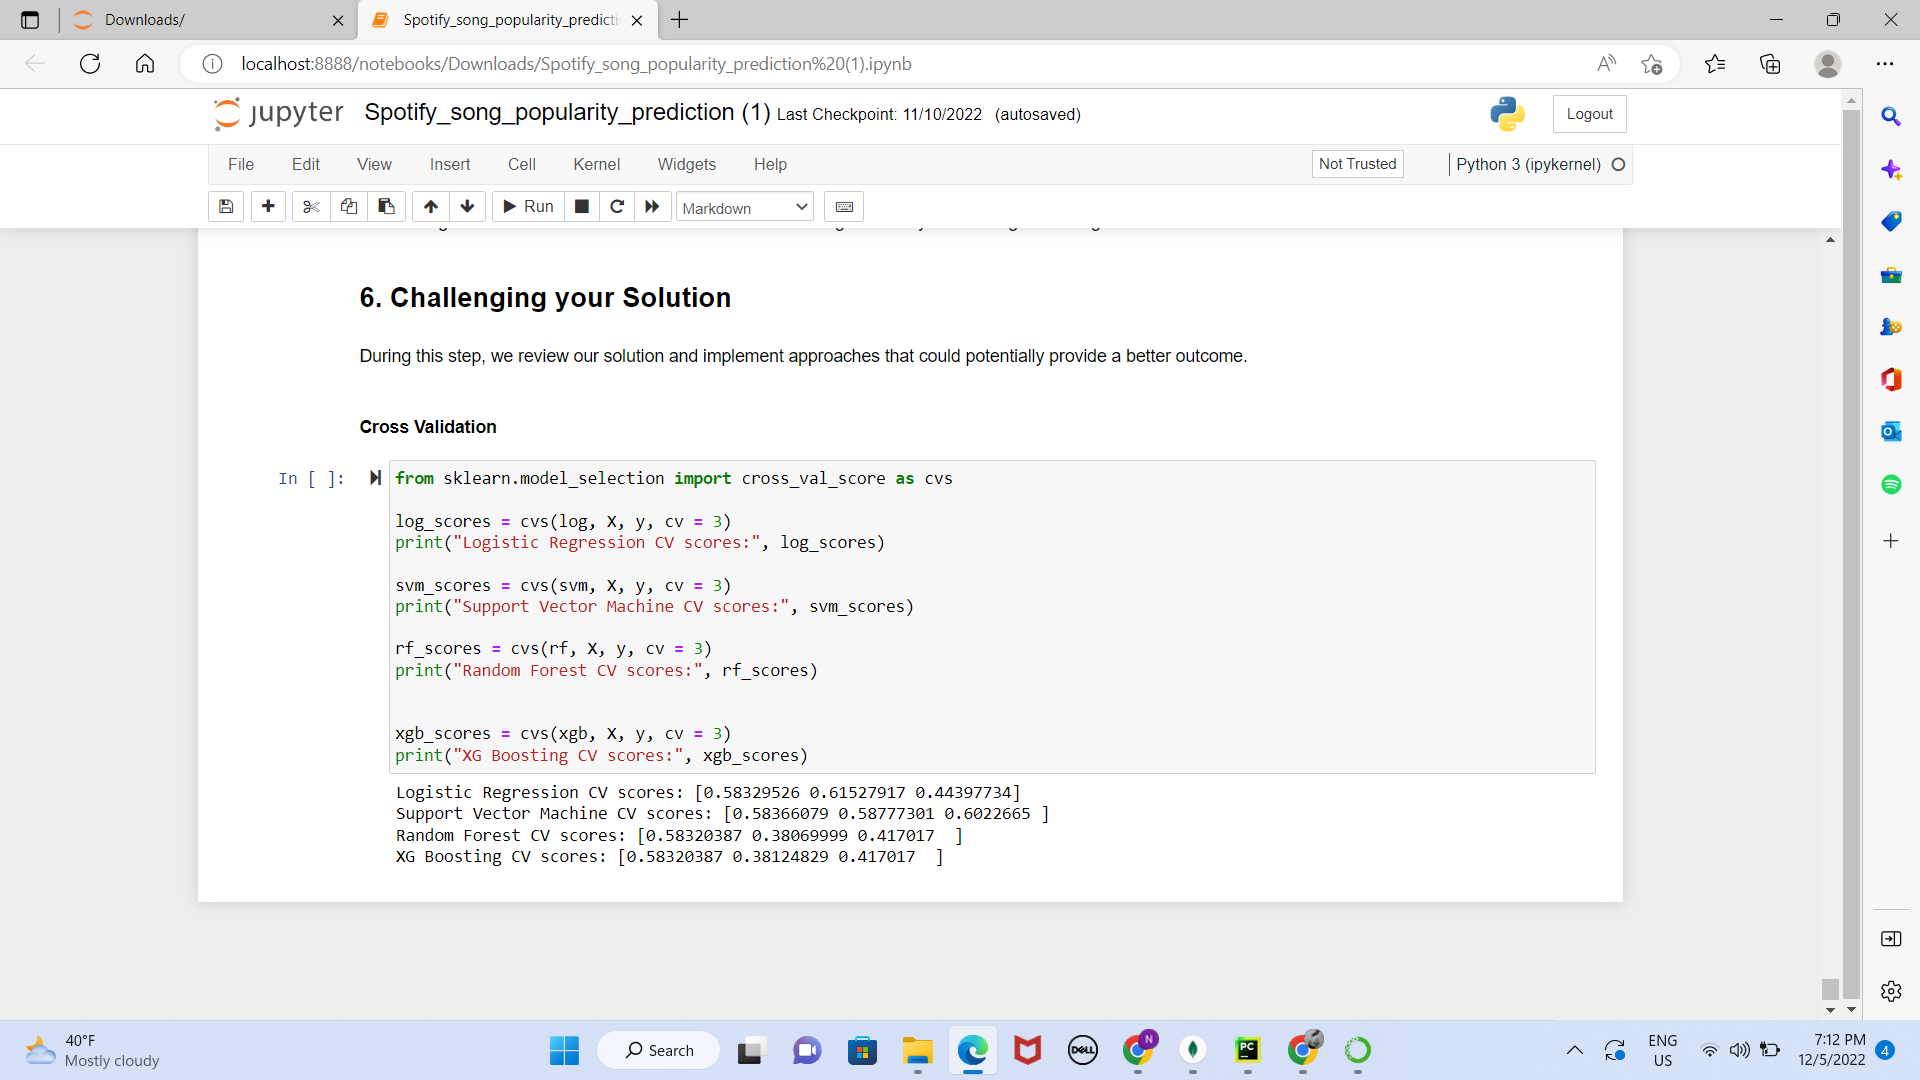 Downloads/
Spotify_song_popularity_predicti
localhost:8888/notebooks/Downloads/Spotify_song_popularity_prediction%20(1).ipynb
jupyter Spotify_song_popularity_prediction (1) Last Checkpoint: 11/10/2022 (autosaved)
Logout
File Edit View Insert Cell Kernel Widgets Help
Not Trusted
Python 3 (ipykernel)
Run
Markdown
6. Challenging your Solution
During this step, we review our solution and implement approaches that could potentially provide a better outcome.
Cross Validation
In [ ]:
from sklearn.model_selection import cross_val_score as cvs
log_scores = cvs(log, X, y, cv = 3)
print("Logistic Regression CV scores:", log_scores)
svm_scores = cvs(svm, X, y, cv = 3)
print("Support Vector Machine CV scores:", svm_scores)
rf_scores = cvs(rf, X, y, cv = 3)
print("Random Forest CV scores:", rf_scores)
xgb_scores = cvs(xgb, X, y, cv = 3)
print("XG Boosting CV scores:", xgb_scores)
Logistic Regression CV scores: [0.58329526 0.61527917 0.44397734]
Support Vector Machine CV scores: [0.58366079 0.58777301 0.6022665 ]
Random Forest CV scores: [0.58320387 0.38069999 0.417017  ]
XG Boosting CV scores: [0.58320387 0.38124829 0.417017  ]
40°F
Mostly cloudy
Search
DELL
N
PC
ENG
US
7:12 PM
12/5/2022
4